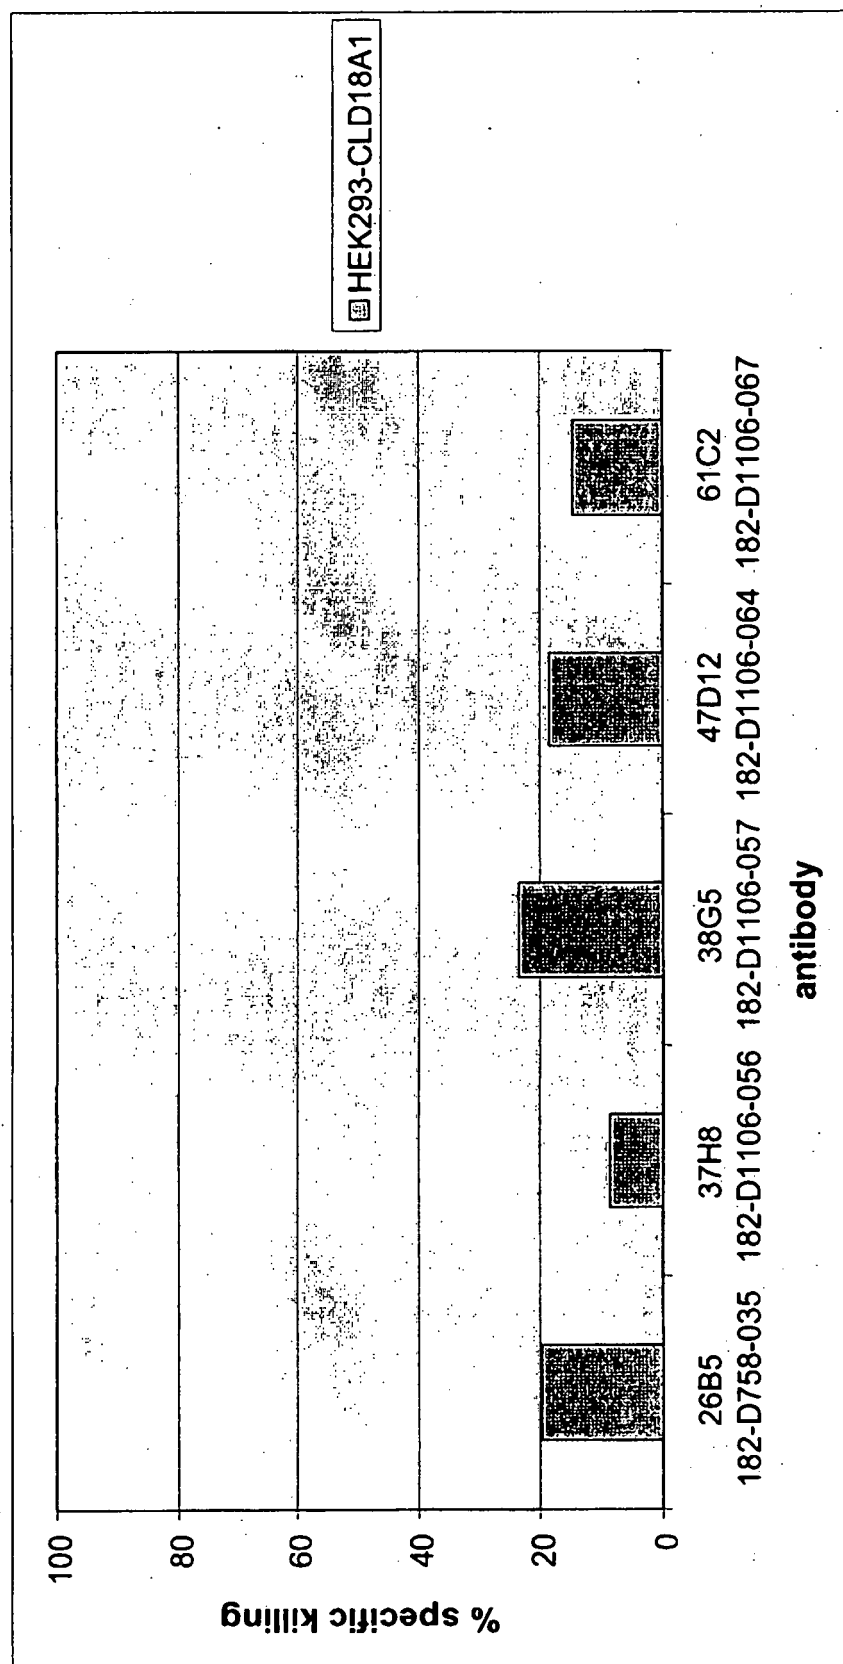 % specific killing
100
80
60
40
20
0
26B5
182-D758-035
37H8
182-D1106-056
38G5
182-D1106-057
47D12
182-D1106-064
61C2
182-D1106-067
antibody
HEK293-CLD18A1